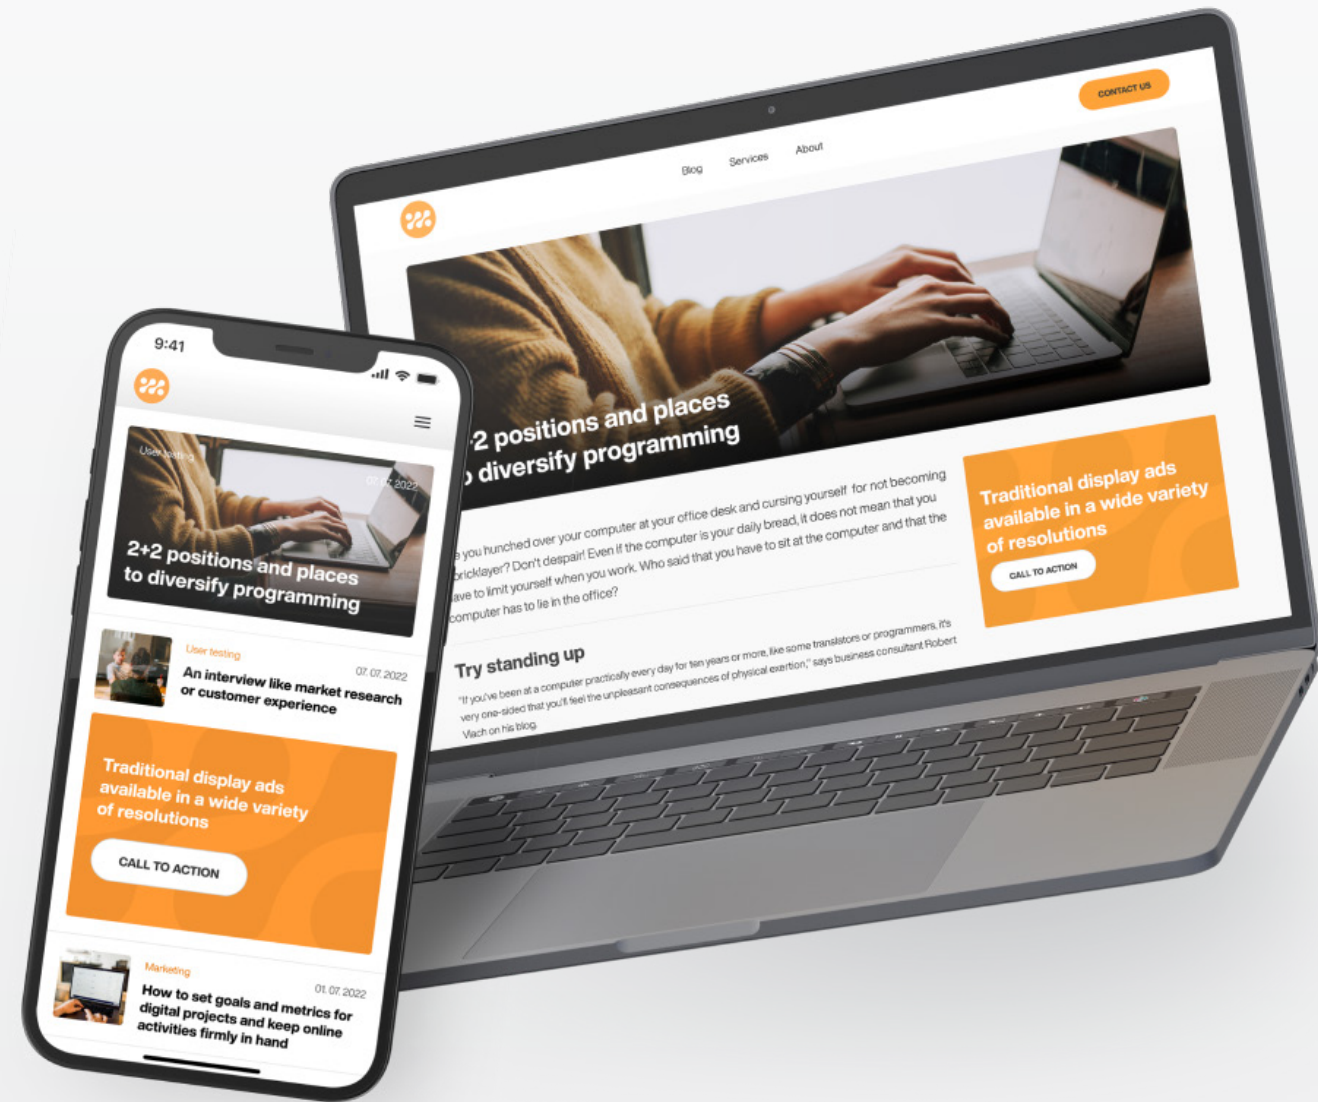 9:41
User testing
07. 07. 2022
2+2 positions and places
to diversify programming
User testing
07. 07. 2022
An interview like market research
or customer experience
Traditional display ads
available in a wide variety
of resolutions
CALL TO ACTION
Marketing
01. 07. 2022
How to set goals and metrics for
digital projects and keep online
activities firmly in hand
CONTACT US
Blog Services About
2 positions and places
diversify programming
you hunched over your computer at your office desk and cursing yourself for not becoming
bricklayer? Don't despair! Even if the computer is your daily bread, it does not mean that you
ave to limit yourself when you work. Who said that you have to sit at the computer and that the
computer has to lie in the office?
Try standing up
"If you've been at a computer practically every day for ten years or more, like some translators or programmers, it's
very one-sided that you'll feel the unpleasant consequences of physical exertion," says business consultant Robert
Vlach on his blog.
Traditional display ads
available in a wide variety
of resolutions
CALL TO ACTION